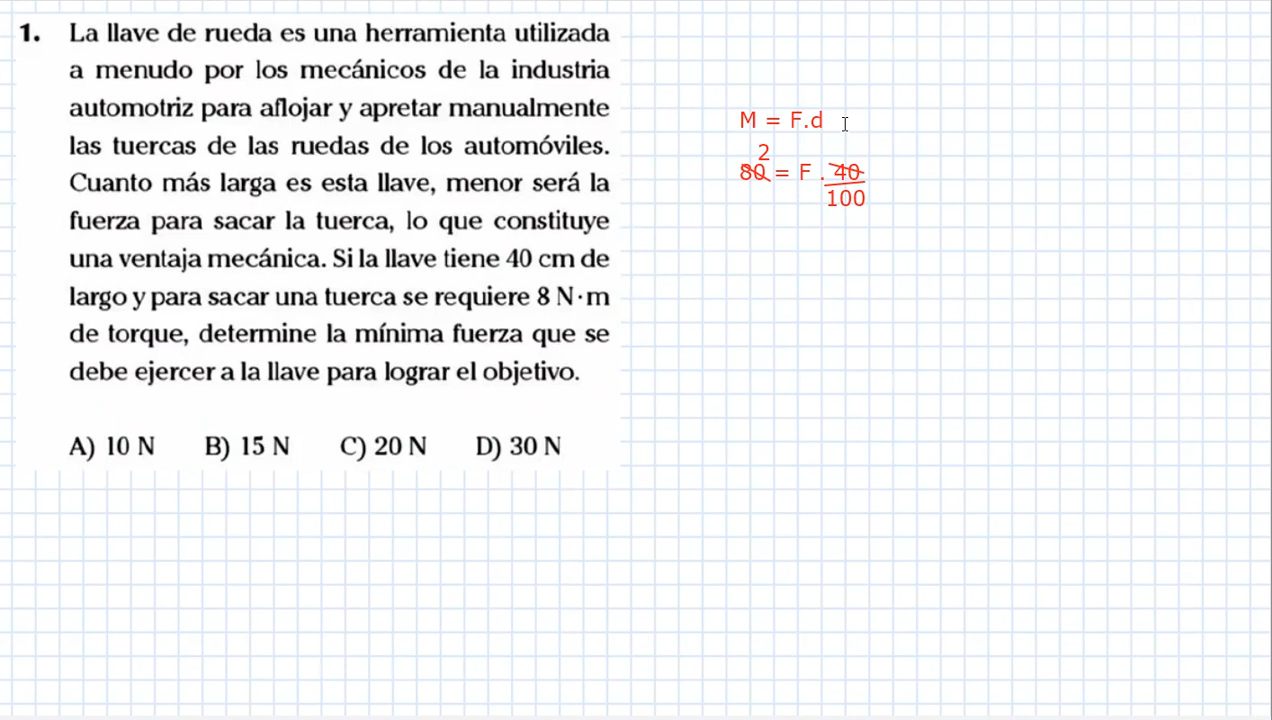 1. La llave de rueda es una herramienta utilizada
a menudo por los mecánicos de la industria
automotriz para aflojar y apretar manualmente
las tuercas de las ruedas de los automóviles.
Cuanto más larga es esta llave, menor será la
fuerza para sacar la tuerca, lo que constituye
una ventaja mecánica. Si la llave tiene 40 cm de
largo y para sacar una tuerca se requiere 8 N·m
de torque, determine la mínima fuerza que se
debe ejercer a la llave para lograr el objetivo.
A) 10 N B) 15 N C) 20 N D) 30 N
M = F.d
2
80 = F . 40
100